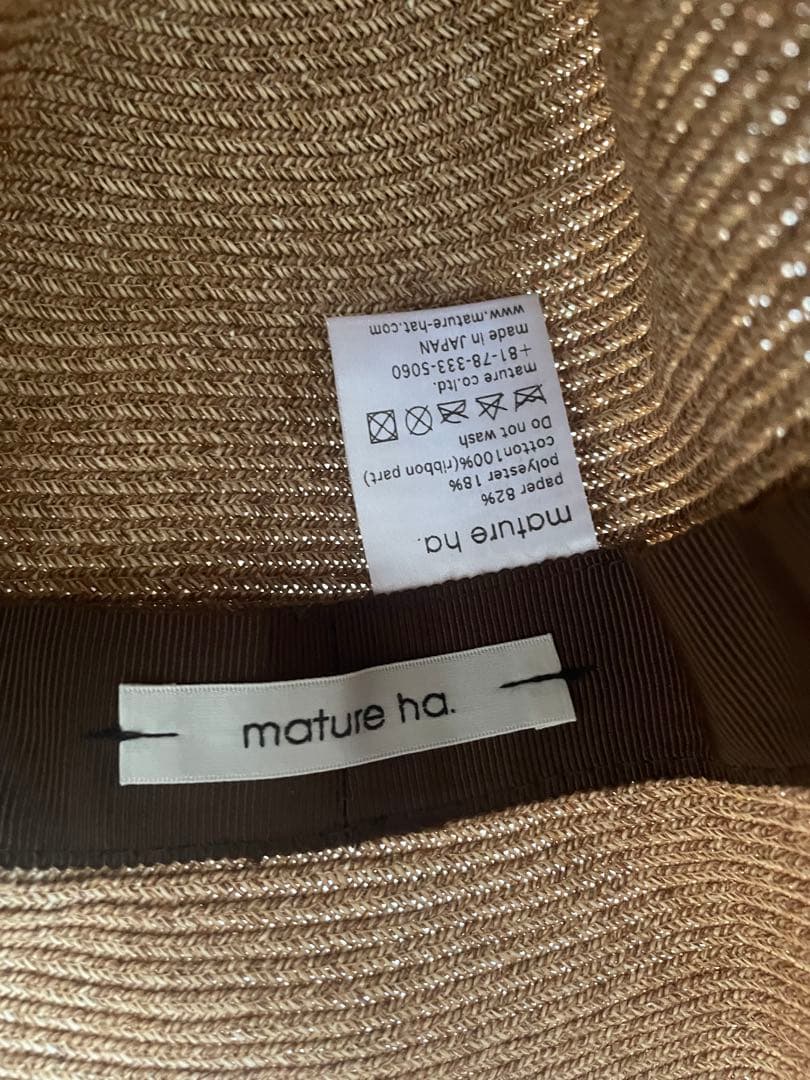 mature ha.
paper 82%
polyester 18%
cotton100%(ribbon part)
Do not wash
mature co.ltd.
+81-78-333-5060
made in JAPAN
www.mature-hat.com
mature ha.